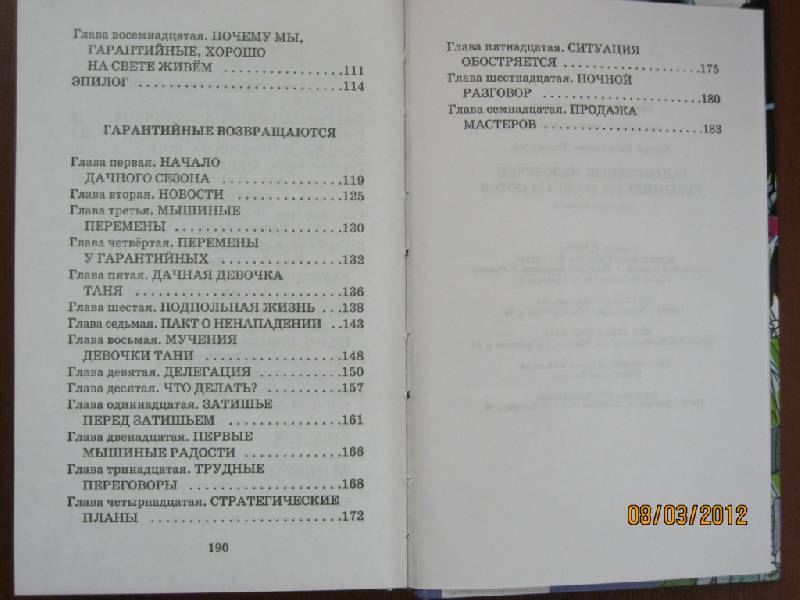 Глава восемнадцатая. ПОЧЕМУ МЫ,
ГАРАНТИЙНЫЕ, ХОРОШО
НА СВЕТЕ ЖИВЁМ ..............111
ЭПИЛОГ ........................114
ГАРАНТИЙНЫЕ ВОЗВРАЩАЮТСЯ
Глава первая. НАЧАЛО
ДАЧНОГО СЕЗОНА ..............119
Глава вторая. НОВОСТИ ............125
Глава третья. МЫШИНЫЕ
ПЕРЕМЕНЫ ..................130
Глава четвёртая. ПЕРЕМЕНЫ
У ГАРАНТИЙНЫХ ..............132
Глава пятая. ДАЧНАЯ ДЕВОЧКА
ТАНЯ ........................136
Глава шестая. ПОДПОЛЬНАЯ ЖИЗНЬ ...138
Глава седьмая. ПАКТ О НЕНАПАДЕНИИ ..143
Глава восьмая. МУЧЕНИЯ
ДЕВОЧКИ ТАНИ ..............148
Глава девятая. ДЕЛЕГАЦИЯ ..........150
Глава десятая. ЧТО ДЕЛАТЬ? ..........157
Глава одиннадцатая. ЗАТИШЬЕ
ПЕРЕД ЗАТИШЬЕМ ............161
Глава двенадцатая. ПЕРВЫЕ
МЫШИНЫЕ РАДОСТИ ..........166
Глава тринадцатая. ТРУДНЫЕ
ПЕРЕГОВОРЫ ................168
Глава четырнадцатая. СТРАТЕГИЧЕСКИЕ
ПЛАНЫ ......................172
190
Глава пятнадцатая. СИТУАЦИЯ
ОБОСТРЯЕТСЯ ................175
Глава шестнадцатая. НОЧНОЙ
РАЗГОВОР ..................180
Глава семнадцатая. ПРОДАЖА
МАСТЕРОВ ..................183
08/03/2012